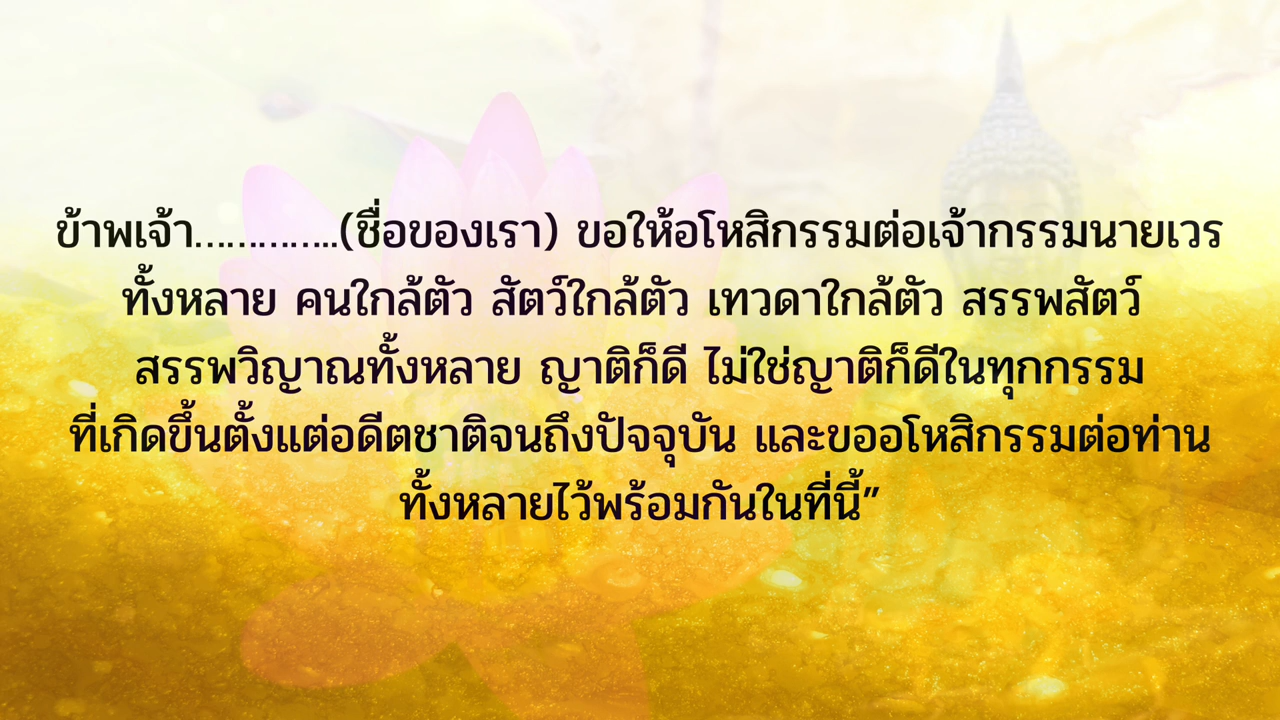 ข้าพเจ้า…………..(ชื่อของเรา) ขอให้อโหสิกรรมต่อเจ้ากรรมนายเวร
ทั้งหลาย คนใกล้ตัว สัตว์ใกล้ตัว เทวดาใกล้ตัว สรรพสัตว์
สรรพวิญาณทั้งหลาย ญาติก็ดี ไม่ใช่ญาติก็ดีในทุกกรรม
ที่เกิดขึ้นตั้งแต่อดีตชาติจนถึงปัจจุบัน และขออโหสิกรรมต่อท่าน
ทั้งหลายไว้พร้อมกันในที่นี้”